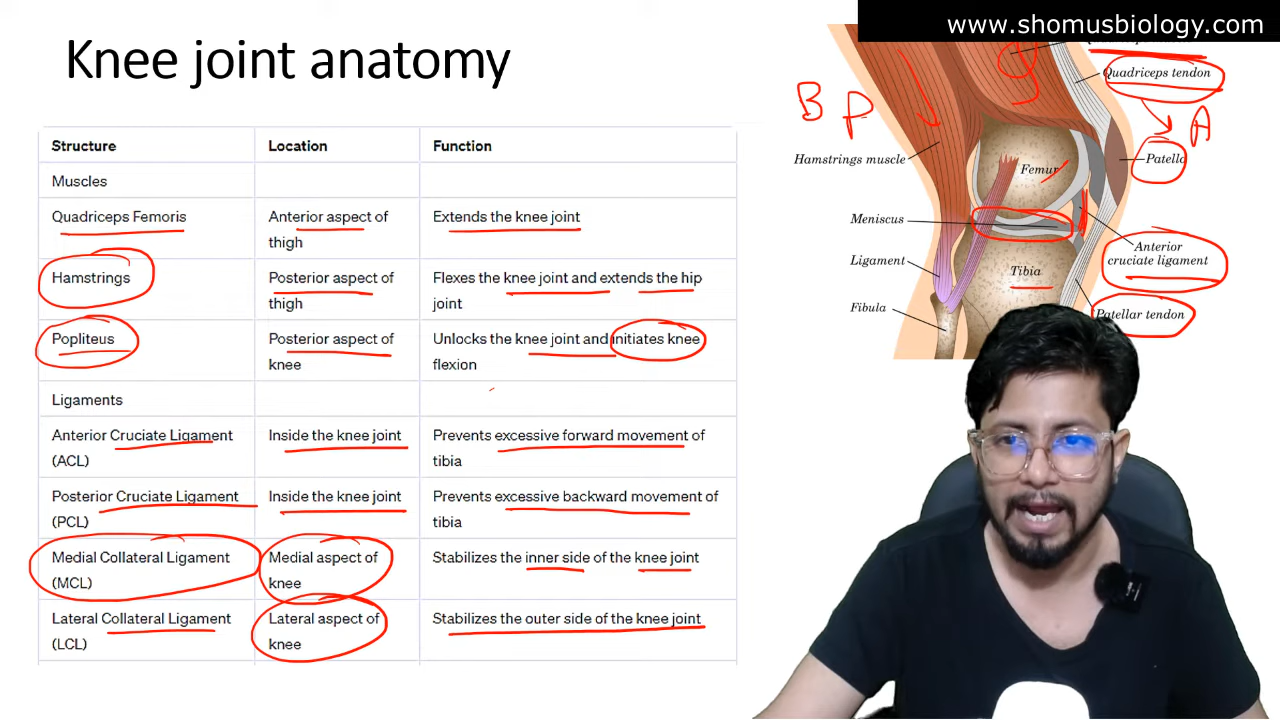 www.shomusbiology.com
Knee joint anatomy
Structure Location Function
Muscles
Quadriceps Femoris Anterior aspect of Extends the knee joint
thigh
Hamstrings Posterior aspect of Flexes the knee joint and extends the hip
thigh joint
Popliteus Posterior aspect of Unlocks the knee joint and initiates knee
knee flexion
Ligaments
Anterior Cruciate Ligament Inside the knee joint Prevents excessive forward movement of
(ACL) tibia
Posterior Cruciate Ligament Inside the knee joint Prevents excessive backward movement of
(PCL) tibia
Medial Collateral Ligament Medial aspect of Stabilizes the inner side of the knee joint
(MCL) knee
Lateral Collateral Ligament Lateral aspect of Stabilizes the outer side of the knee joint
(LCL) knee
Quadriceps tendon
B P
A
Hamstrings muscle
Femur
Patella
Meniscus
Anterior
cruciate ligament
Ligament
Tibia
Fibula
Patellar tendon